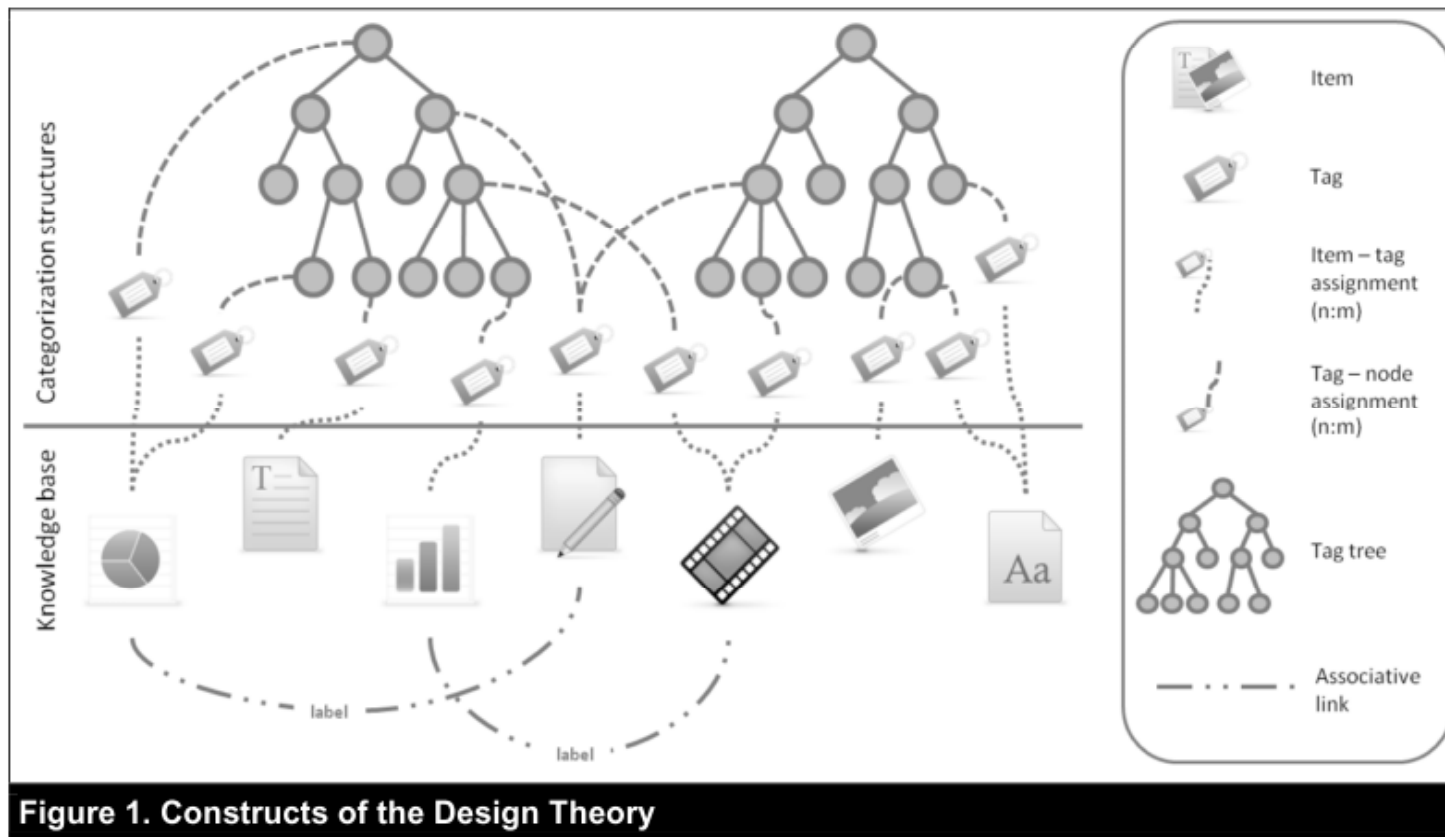 Categorization structures
Knowledge base
T
Aa
label
label
T
Item
Tag
Item – tag
assignment
(n:m)
Tag – node
assignment
(n:m)
Tag tree
Associative
link
Figure 1. Constructs of the Design Theory